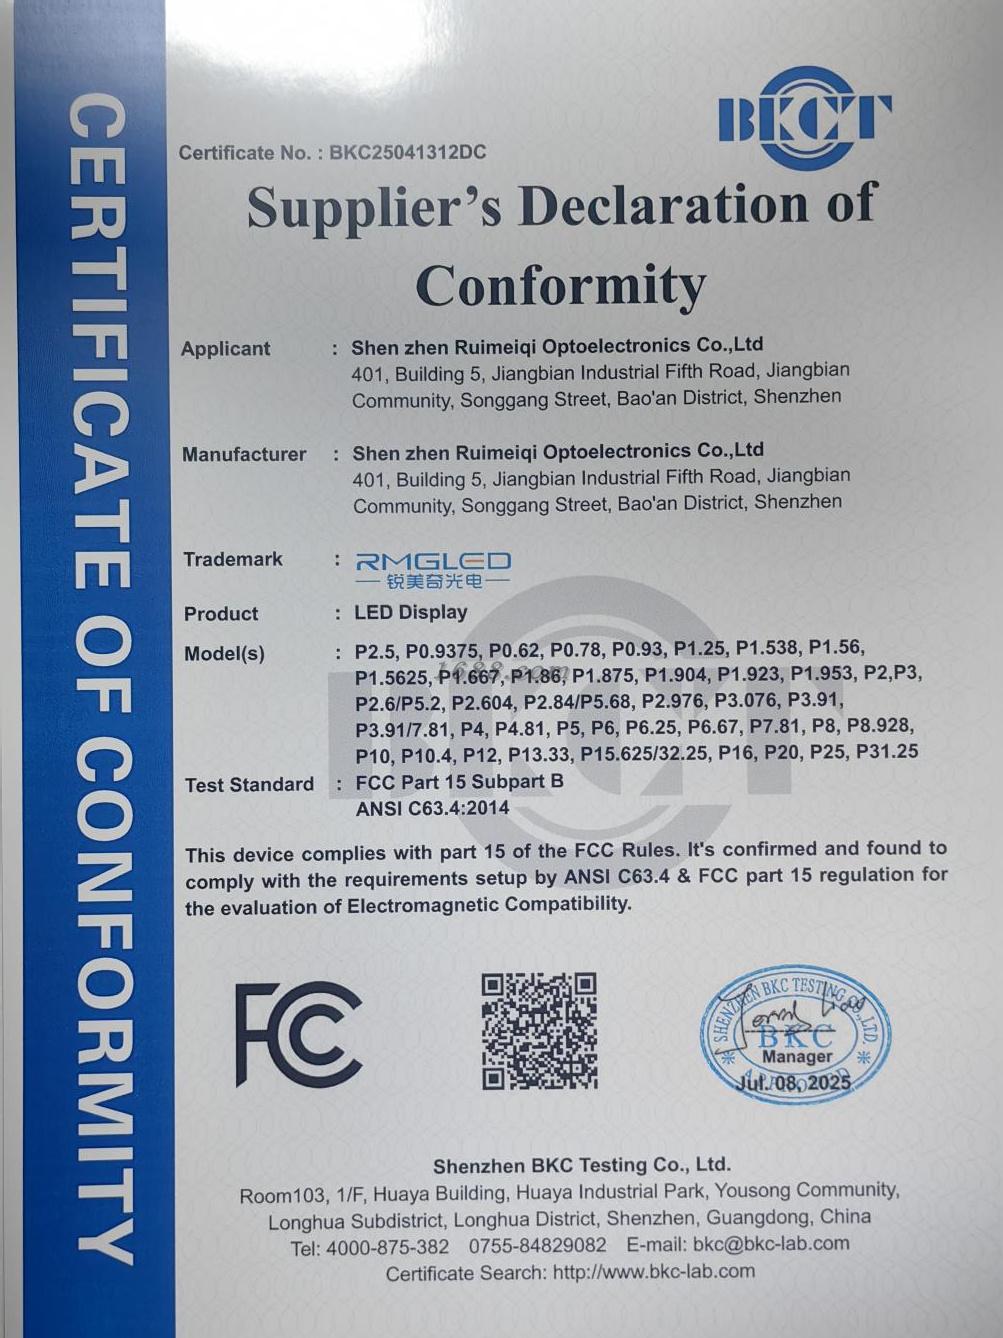 CERTIFICATE OF CONFORMITY
BKCT
Certificate No. : BKC25041312DC
Supplier's Declaration of
Conformity
Applicant : Shen zhen Ruimeiqi Optoelectronics Co.,Ltd
401, Building 5, Jiangbian Industrial Fifth Road, Jiangbian
Community, Songgang Street, Bao'an District, Shenzhen
Manufacturer : Shen zhen Ruimeiqi Optoelectronics Co.,Ltd
401, Building 5, Jiangbian Industrial Fifth Road, Jiangbian
Community, Songgang Street, Bao'an District, Shenzhen
Trademark : RMGLED
锐美奇光电
Product : LED Display
Model(s) : P2.5, P0.9375, P0.62, P0.78, P0.93, P1.25, P1.538, P1.56,
P1.5625, P1.667, P1.86, P1.875, P1.904, P1.923, P1.953, P2,P3,
P2.6/P5.2, P2.604, P2.84/P5.68, P2.976, P3.076, P3.91,
P3.91/7.81, P4, P4.81, P5, P6, P6.25, P6.67, P7.81, P8, P8.928,
P10, P10.4, P12, P13.33, P15.625/32.25, P16, P20, P25, P31.25
1688.com
BKCT
Test Standard : FCC Part 15 Subpart B
ANSI C63.4:2014
This device complies with part 15 of the FCC Rules. It's confirmed and found to
comply with the requirements setup by ANSI C63.4 & FCC part 15 regulation for
the evaluation of Electromagnetic Compatibility.
FC
SHENZHEN BKC TESTING CO., LTD.
BKC
Manager
APPROVED
Jul. 08, 2025
Shenzhen BKC Testing Co., Ltd.
Room103, 1/F, Huaya Building, Huaya Industrial Park, Yousong Community,
Longhua Subdistrict, Longhua District, Shenzhen, Guangdong, China
Tel: 4000-875-382 0755-84829082 E-mail: bkc@bkc-lab.com
Certificate Search: http://www.bkc-lab.com